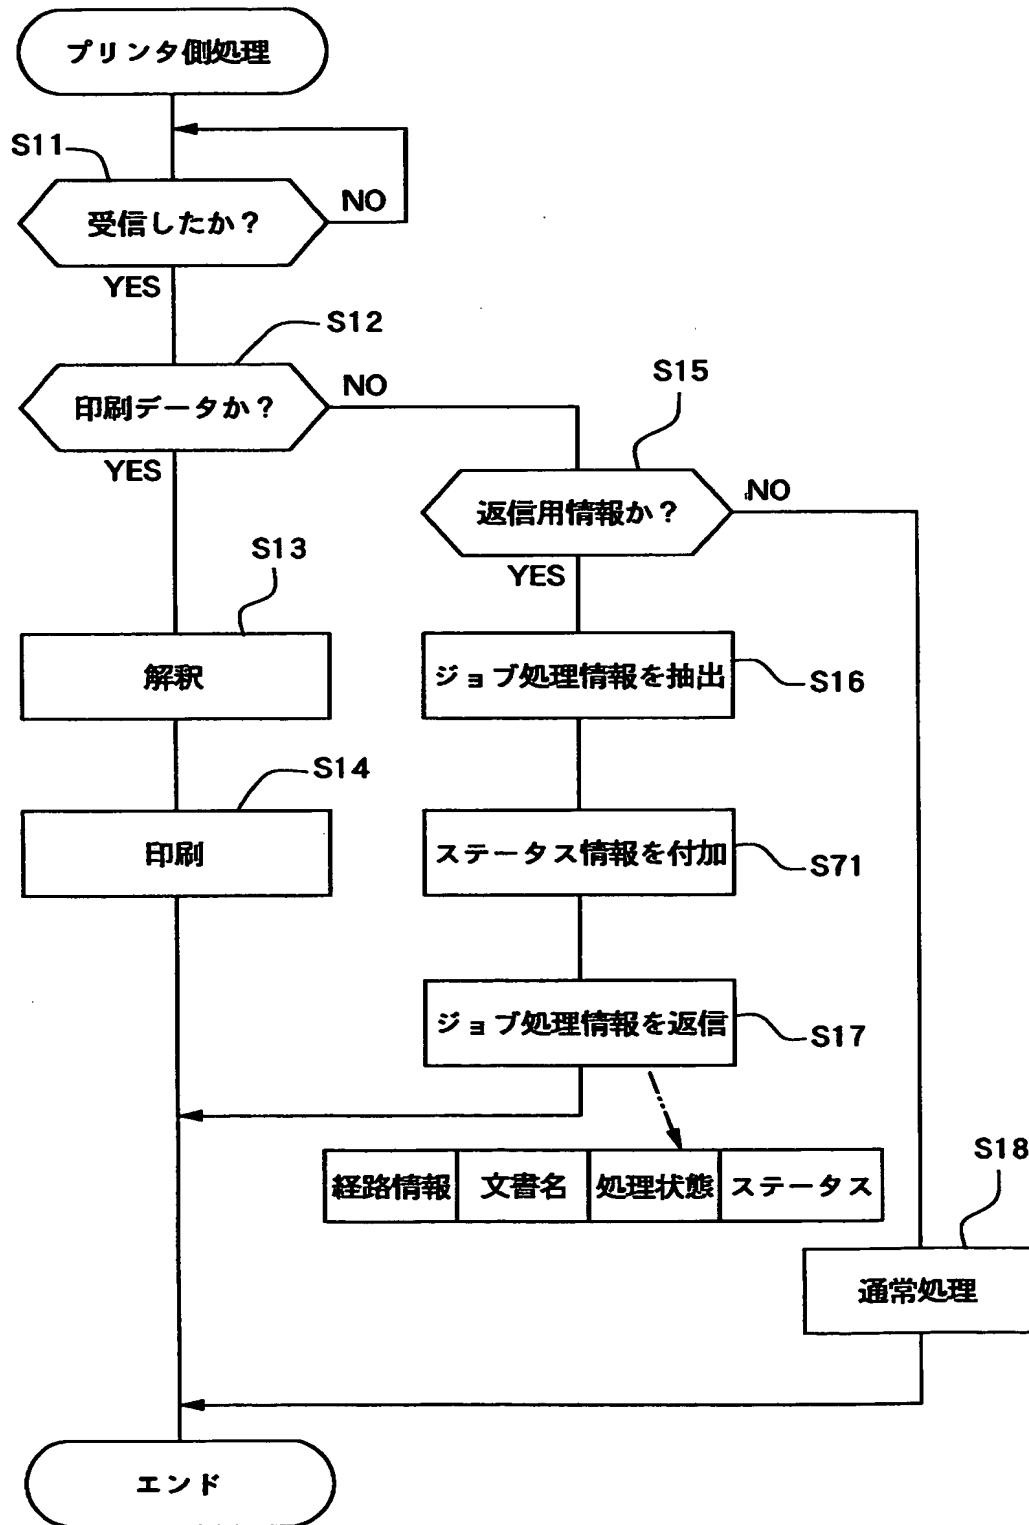 プリンタ側処理
S11
受信したか？
NO
YES
S12
印刷データか？
NO
YES
S15
返信用情報か？
NO
YES
S13
解釈
ジョブ処理情報を抽出
S16
S14
印刷
ステータス情報を付加
S71
ジョブ処理情報を返信
S17
経路情報
文書名
処理状態
ステータス
S18
通常処理
エンド